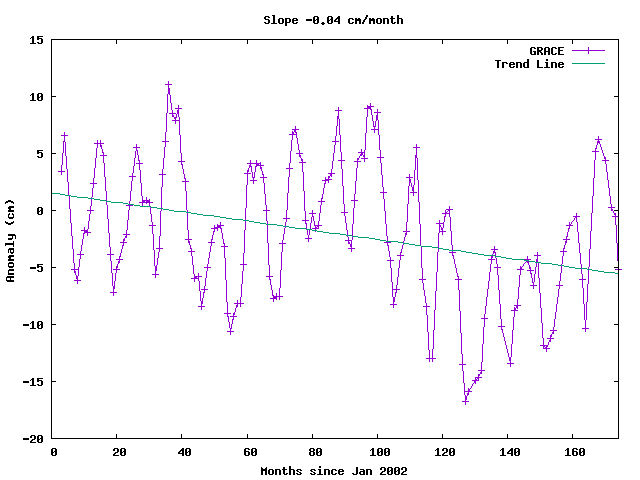 Slope -0.04 cm/month
GRACE
Trend Line
15
10
5
0
-5
-10
-15
-20
Anomaly (cm)
0 20 40 60 80 100 120 140 160
Months since Jan 2002